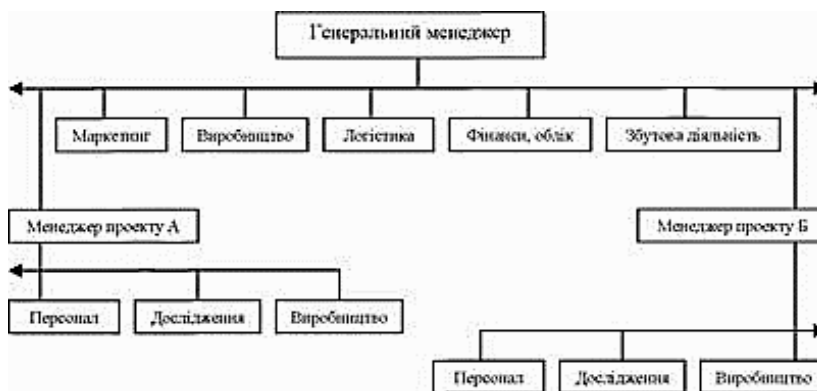 Генеральний менеджер
Маркетинг
Виробництво
Логістика
Фінанси, облік
Збутова діяльність
Менеджер проекту А
Менеджер проекту Б
Персонал
Дослідження
Виробництво
Персонал
Дослідження
Виробництво